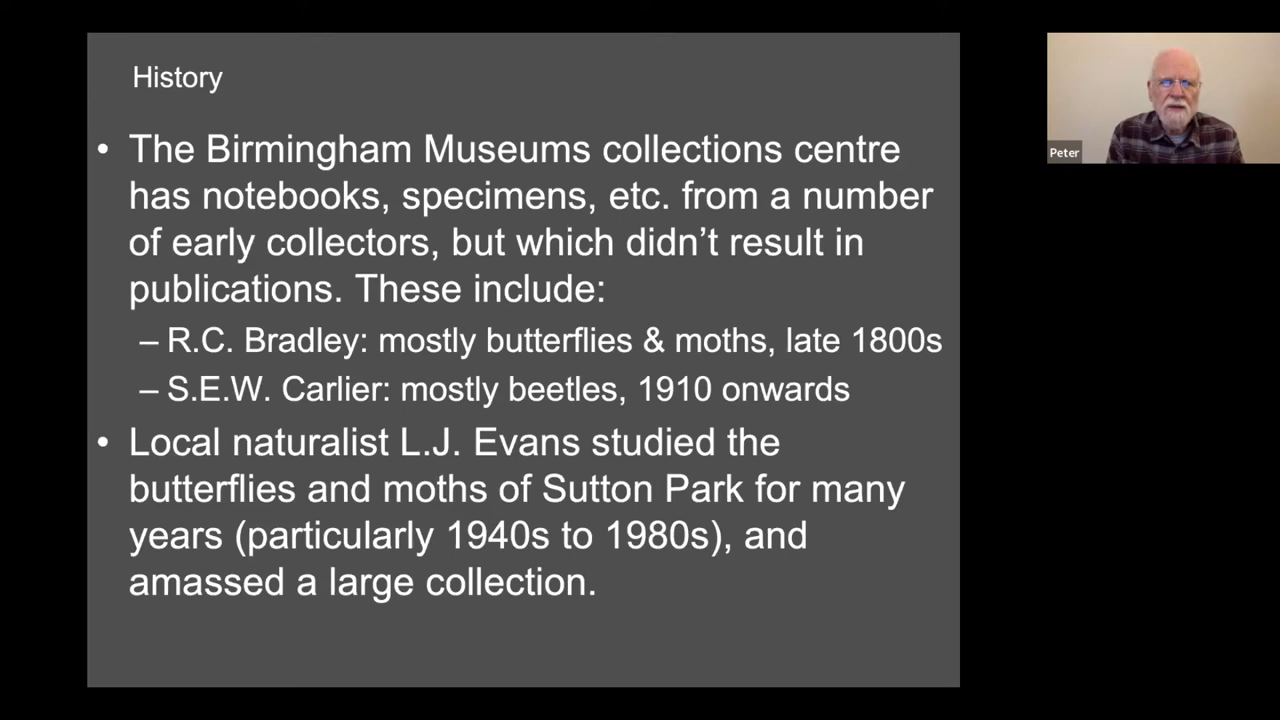 History
• The Birmingham Museums collections centre
has notebooks, specimens, etc. from a number
of early collectors, but which didn’t result in
publications. These include:
– R.C. Bradley: mostly butterflies & moths, late 1800s
– S.E.W. Carlier: mostly beetles, 1910 onwards
• Local naturalist L.J. Evans studied the
butterflies and moths of Sutton Park for many
years (particularly 1940s to 1980s), and
amassed a large collection.
Peter